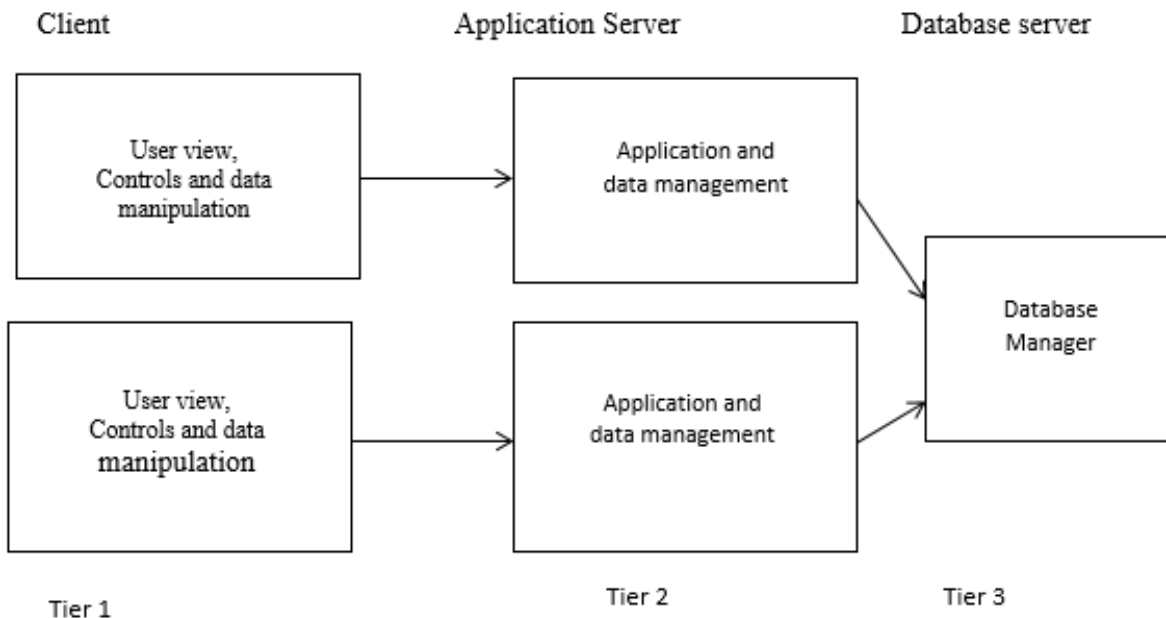 Client
Application Server
Database server
User view,
Controls and data
manipulation
Application and
data management
Database
Manager
User view,
Controls and data
manipulation
Application and
data management
Tier 1
Tier 2
Tier 3